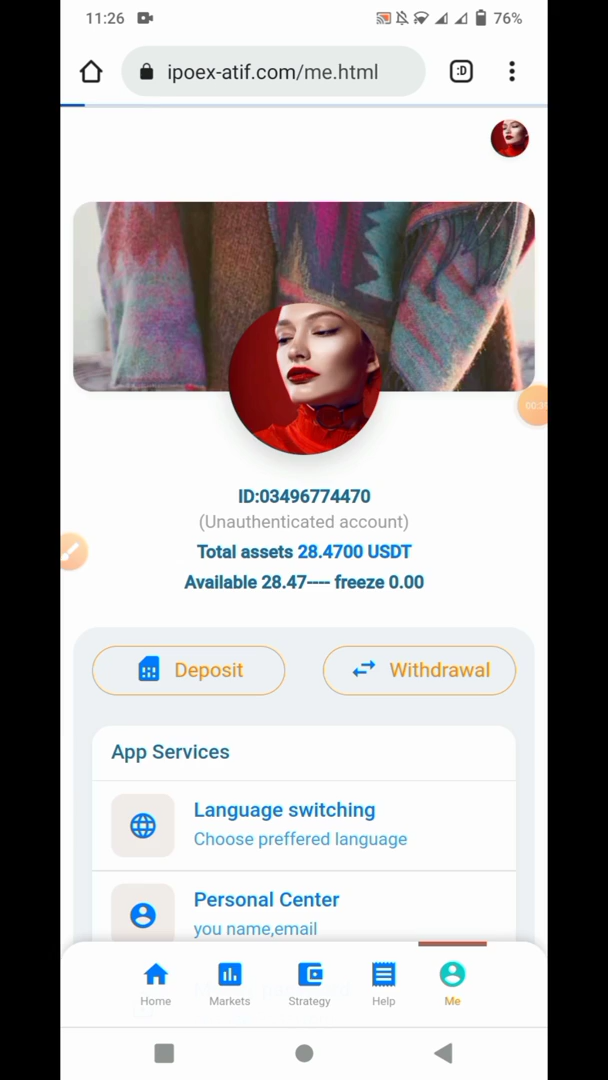 11:26 76%
ipoex-atif.com/me.html :D
ID:03496774470
(Unauthenticated account)
Total assets 28.4700 USDT
Available 28.47---- freeze 0.00
Deposit Withdrawal
App Services
Language switching
Choose preffered language
Personal Center
you name,email
Home Markets Strategy Help Me